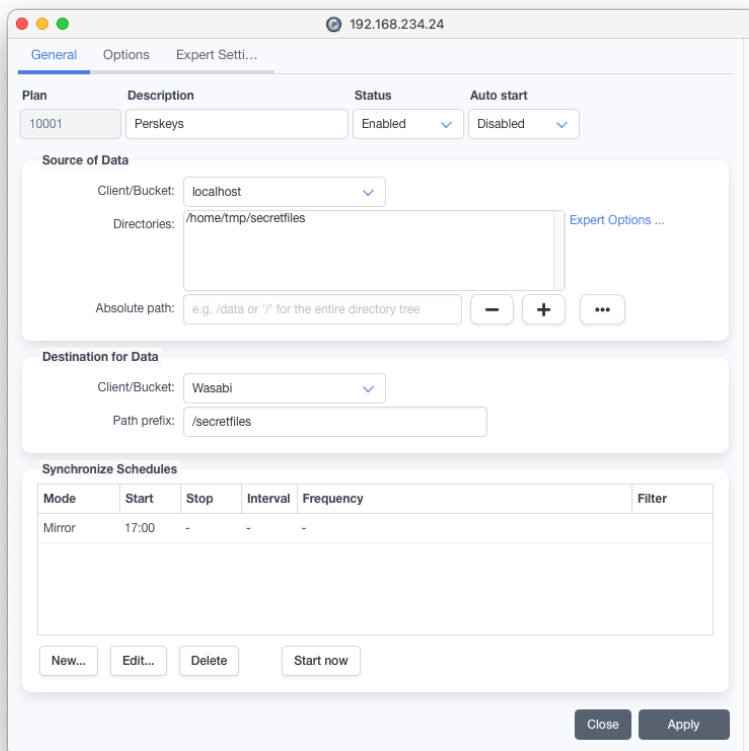 192.168.234.24
General Options Expert Setti…
Plan Description Status Auto start
10001 Perskeys Enabled Disabled
Source of Data
Client/Bucket: localhost
Directories: /home/tmp/secretfiles Expert Options ...
Absolute path: e.g. /data or '/' for the entire directory tree
Destination for Data
Client/Bucket: Wasabi
Path prefix: /secretfiles
Synchronize Schedules
Mode Start Stop Interval Frequency Filter
Mirror 17:00 - - -
New... Edit... Delete Start now
Close Apply